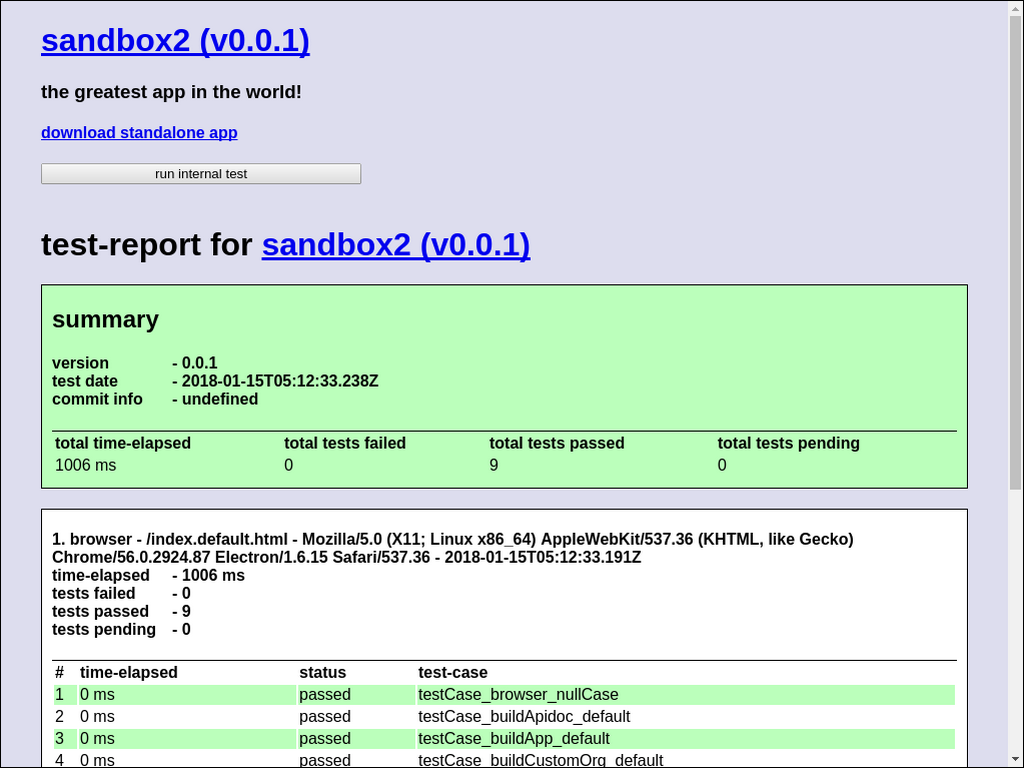 sandbox2 (v0.0.1)
the greatest app in the world!
download standalone app
run internal test
test-report for sandbox2 (v0.0.1)
summary
version - 0.0.1
test date - 2018-01-15T05:12:33.238Z
commit info - undefined
total time-elapsed total tests failed total tests passed total tests pending
1006 ms 0 9 0
1. browser - /index.default.html - Mozilla/5.0 (X11; Linux x86_64) AppleWebKit/537.36 (KHTML, like Gecko)
Chrome/56.0.2924.87 Electron/1.6.15 Safari/537.36 - 2018-01-15T05:12:33.191Z
time-elapsed - 1006 ms
tests failed - 0
tests passed - 9
tests pending - 0
# time-elapsed status test-case
1 0 ms passed testCase_browser_nullCase
2 0 ms passed testCase_buildApidoc_default
3 0 ms passed testCase_buildApp_default
4 0 ms passed testCase_buildCustomOrg_default